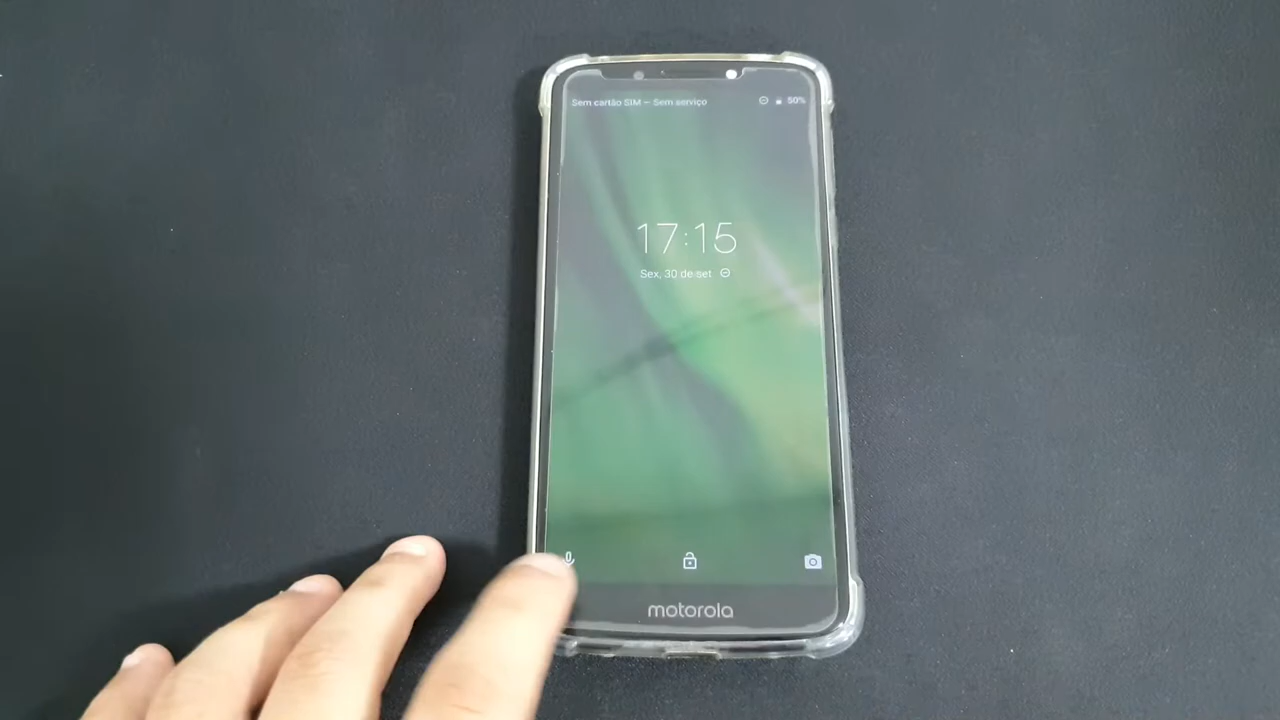 Sem cartão SIM — Sem serviço 50%
17:15
Sex, 30 de set
motorola